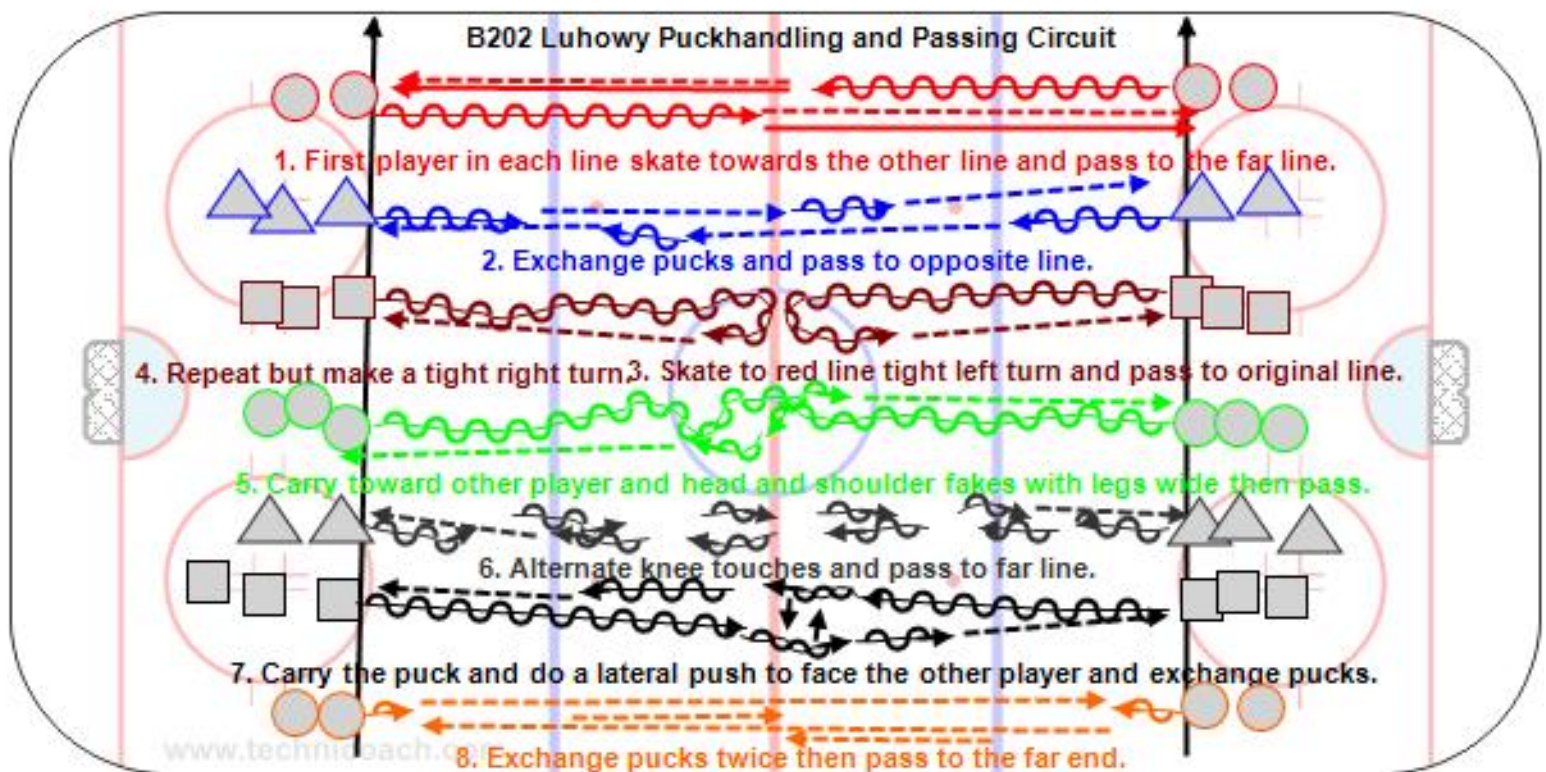 B202 Luhowy Puckhandling and Passing Circuit
1. First player in each line skate towards the other line and pass to the far line.
2. Exchange pucks and pass to opposite line.
4. Repeat but make a tight right turn.
3. Skate to red line tight left turn and pass to original line.
5. Carry toward other player and head and shoulder fakes with legs wide then pass.
6. Alternate knee touches and pass to far line.
7. Carry the puck and do a lateral push to face the other player and exchange pucks.
8. Exchange pucks twice then pass to the far end.